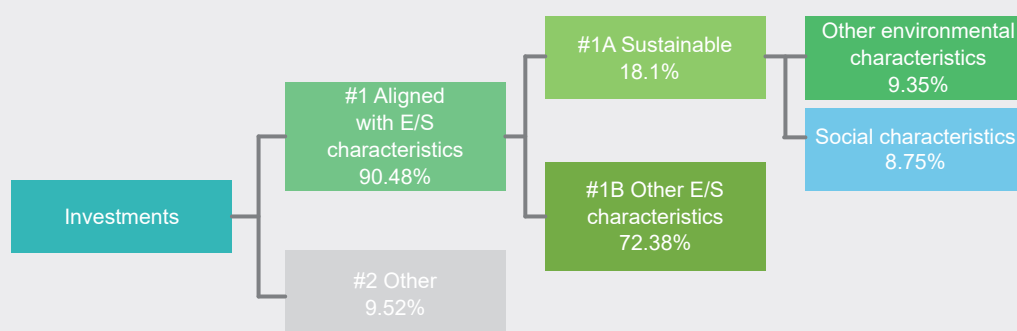 Investments
#1 Aligned
with E/S
characteristics
90.48%
#2 Other
9.52%
#1A Sustainable
18.1%
#1B Other E/S
characteristics
72.38%
Other environmental
characteristics
9.35%
Social characteristics
8.75%